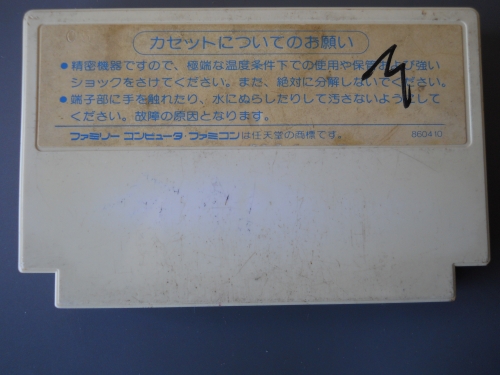 カセットについてのお願い
●精密機器ですので、極端な温度条件下での使用や保管および強い
ショックをさけてください。また、絶対に分解しないでください。
●端子部に手を触れたり、水にぬらしたりして汚さないようにして
ください。故障の原因となります。
ファミリー コンピュータ・ファミコンは任天堂の商標です。 860410